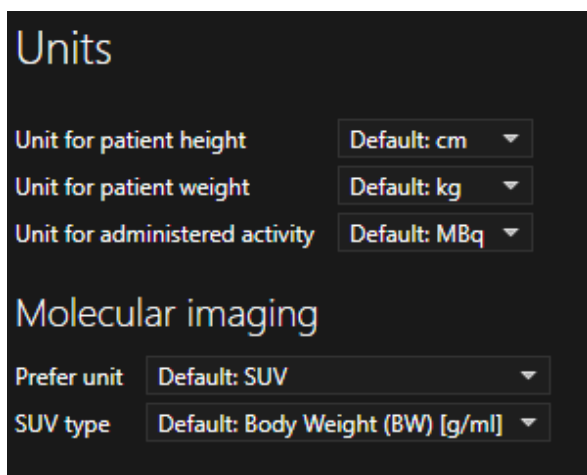 Units
Unit for patient height Default: cm
Unit for patient weight Default: kg
Unit for administered activity Default: MBq
Molecular imaging
Prefer unit Default: SUV
SUV type Default: Body Weight (BW) [g/ml]